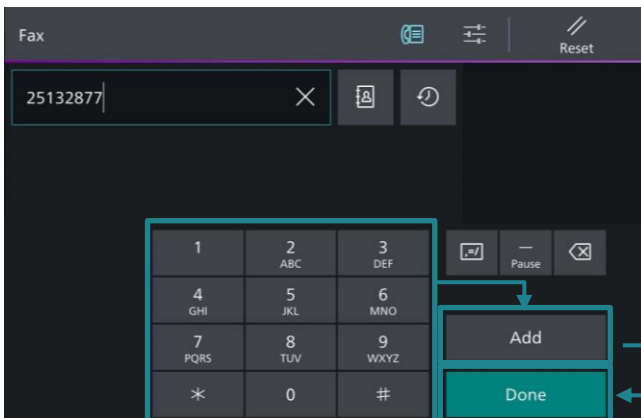 Fax
Reset
25132877
1 2 3
ABC DEF
,=/ — Pause
4 5 6
GHI JKL MNO
Add
7 8 9
PQRS TUV WXYZ
* 0 #
Done